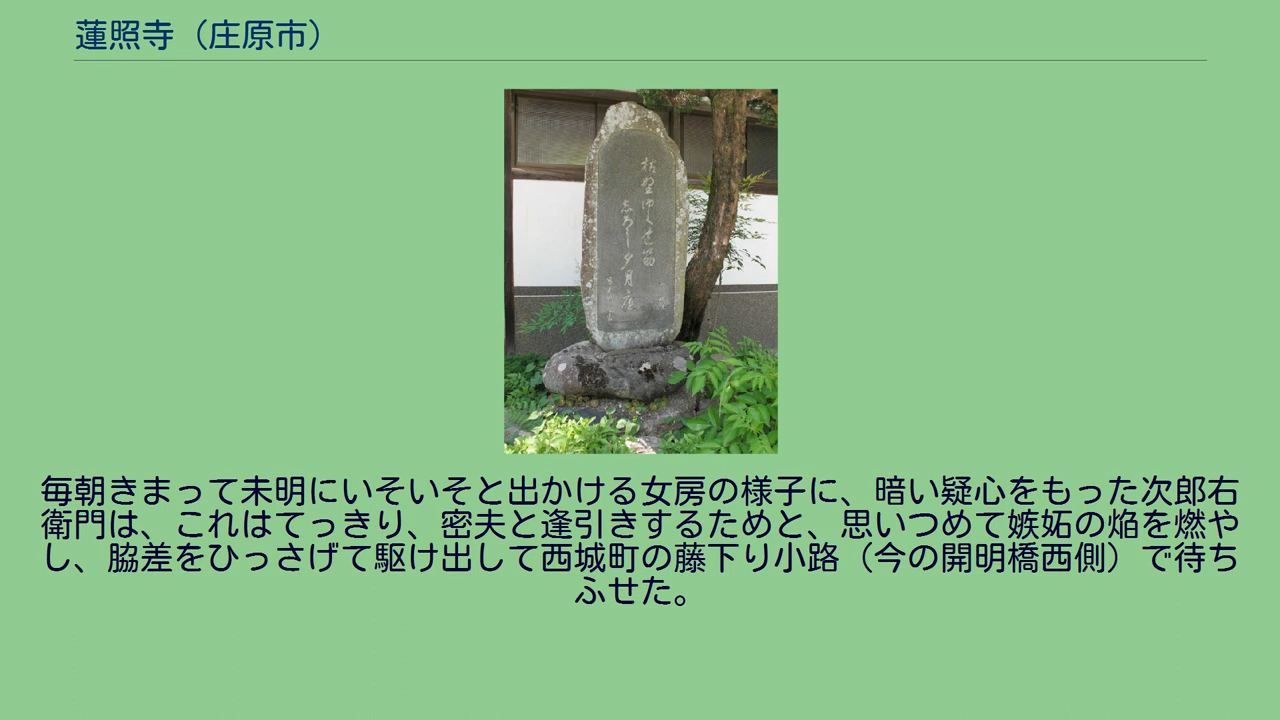 蓮照寺（庄原市）
毎朝きまって未明にいそいそと出かける女房の様子に、暗い疑心をもった次郎右
衛門は、これはてっきり、密夫と逢引きするためと、思いつめて嫉妬の焔を燃や
し、脇差をひっさげて駆け出して西城町の藤下り小路（今の開明橋西側）で待ち
ふせた。